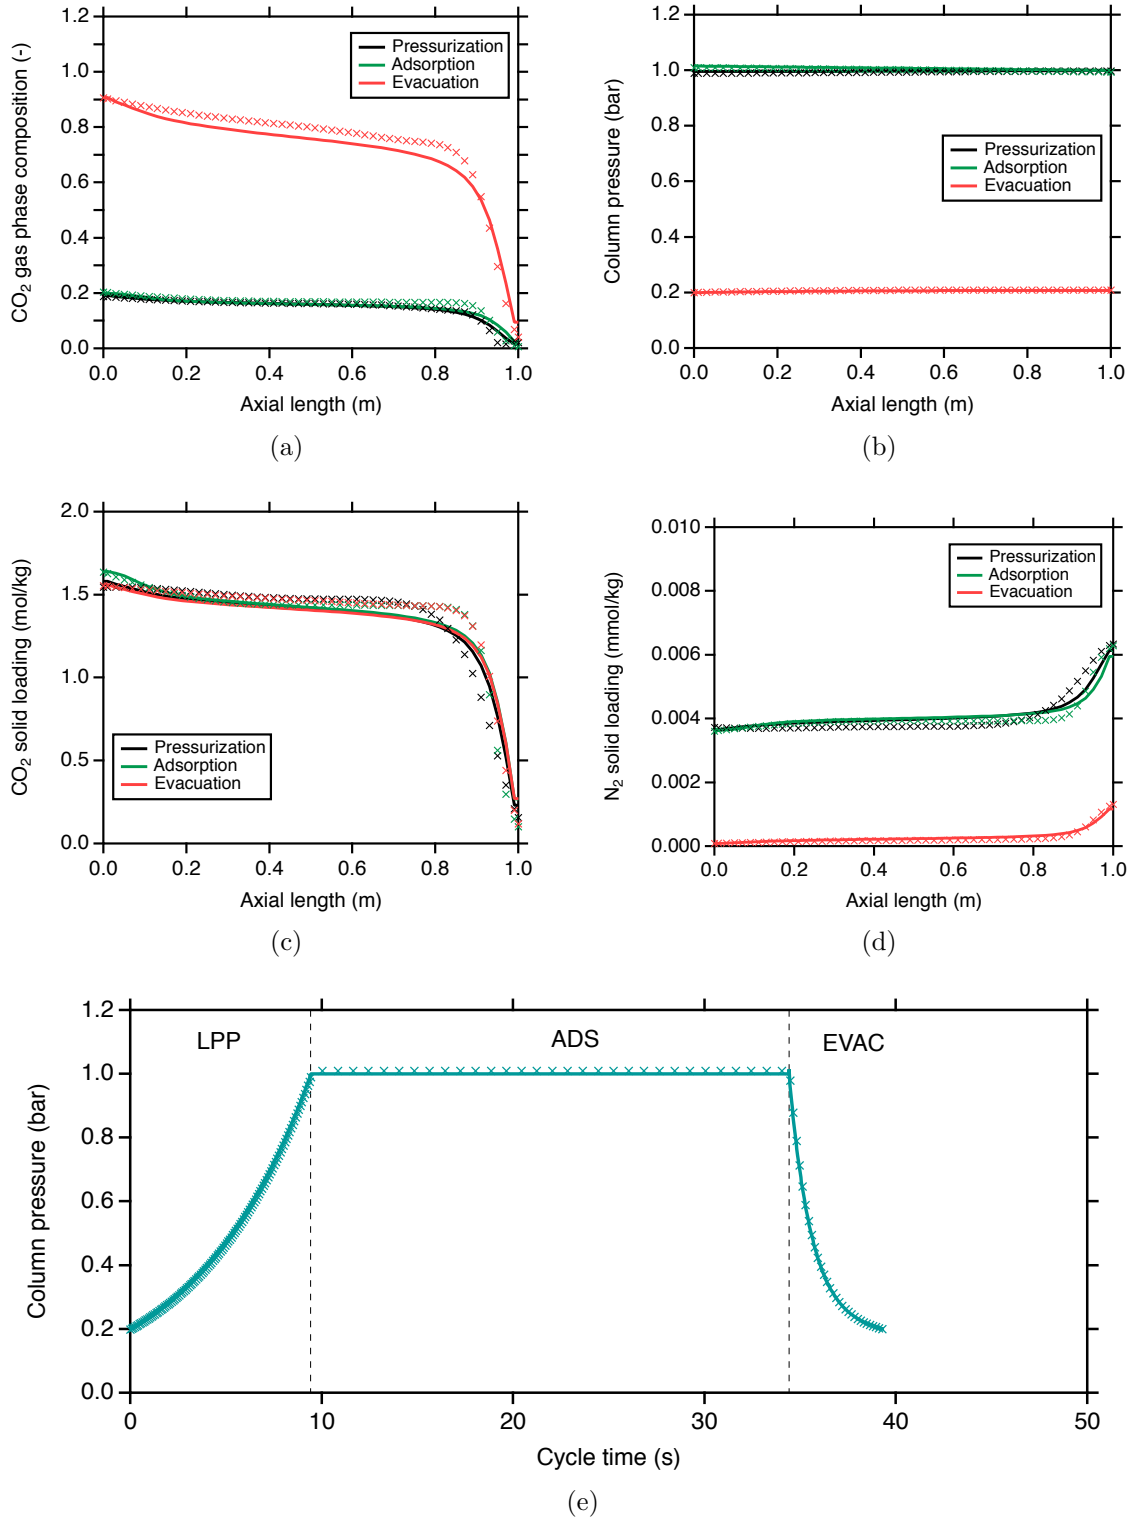 1.2
1.0
0.8
0.6
0.4
0.2
0.0
CO2 gas phase composition (-)
Pressurization
Adsorption
Evacuation
0.0 0.2 0.4 0.6 0.8 1.0
Axial length (m)
(a)
1.2
1.0
0.8
0.6
0.4
0.2
0.0
Column pressure (bar)
Pressurization
Adsorption
Evacuation
0.0 0.2 0.4 0.6 0.8 1.0
Axial length (m)
(b)
2.0
1.5
1.0
0.5
0.0
CO2 solid loading (mol/kg)
Pressurization
Adsorption
Evacuation
0.0 0.2 0.4 0.6 0.8 1.0
Axial length (m)
(c)
0.010
0.008
0.006
0.004
0.002
0.000
N2 solid loading (mmol/kg)
Pressurization
Adsorption
Evacuation
0.0 0.2 0.4 0.6 0.8 1.0
Axial length (m)
(d)
1.2
1.0
0.8
0.6
0.4
0.2
0.0
Column pressure (bar)
LPP ADS EVAC
0 10 20 30 40 50
Cycle time (s)
(e)